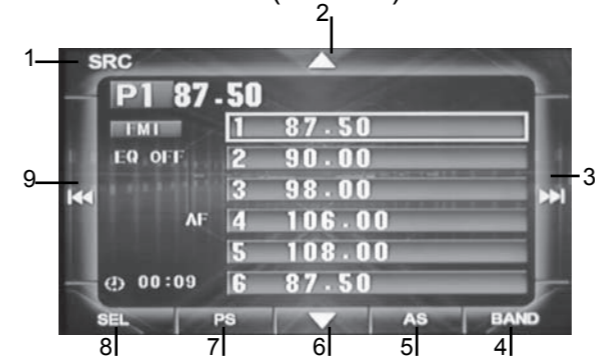 2
1 SRC
P1 87.50
FM1
1 87.50
EQ OFF
2 90.00
9
3 98.00
3
AF
4 106.00
5 108.00
00:09
6 87.50
SEL PS AS BAND
8 7 6 5 4